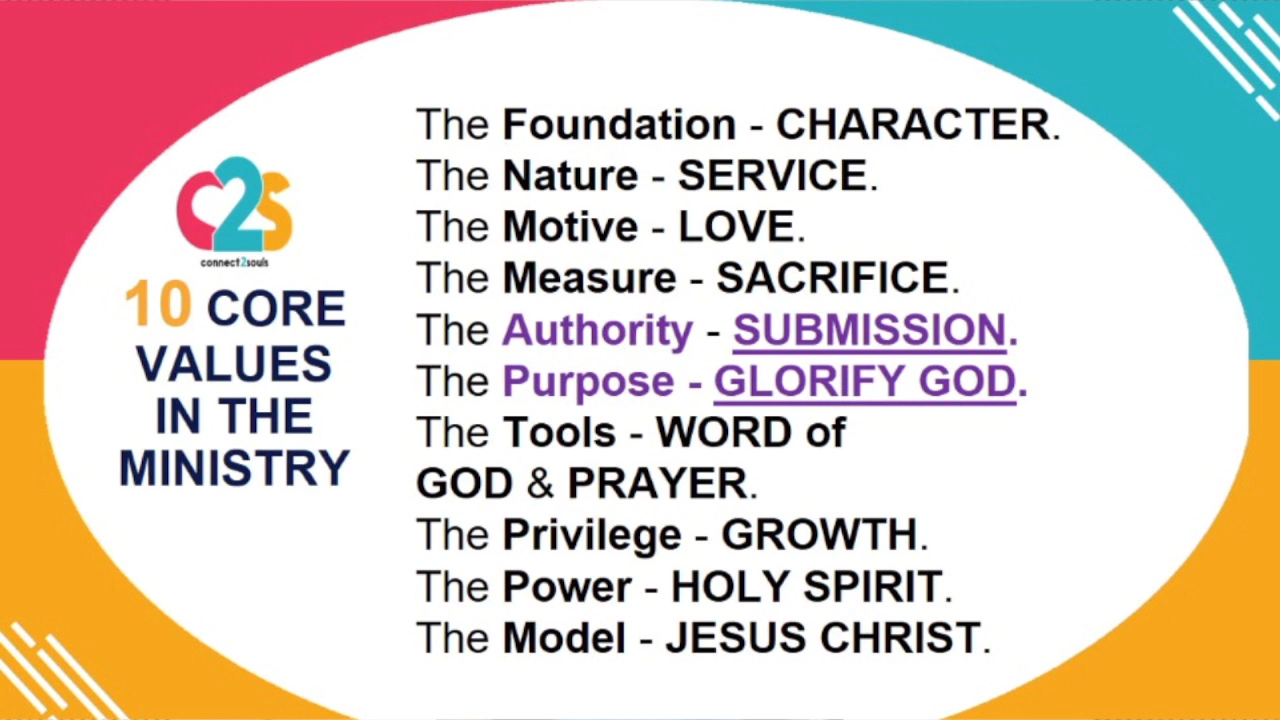 C2S
connect2souls
10 CORE
VALUES
IN THE
MINISTRY
The Foundation - CHARACTER.
The Nature - SERVICE.
The Motive - LOVE.
The Measure - SACRIFICE.
The Authority - SUBMISSION.
The Purpose - GLORIFY GOD.
The Tools - WORD of
GOD & PRAYER.
The Privilege - GROWTH.
The Power - HOLY SPIRIT.
The Model - JESUS CHRIST.